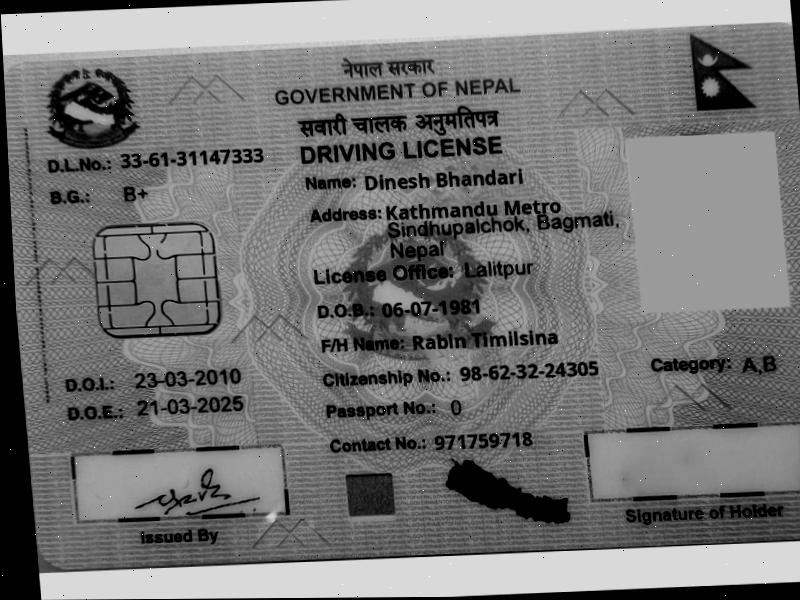 नेपाल सरकार
GOVERNMENT OF NEPAL
सवारी चालक अनुमतिपत्र
DRIVING LICENSE
D.L.No.: 33-61-31147333
B.G.: B+
Name: Dinesh Bhandari
Address: Kathmandu Metro
Sindhupalchok, Bagmati,
Nepal
License Office: Lalitpur
D.O.B.: 06-07-1981
F/H Name: Rabin Timilsina
D.O.I.: 23-03-2010
Citizenship No.: 98-62-32-24305
Category: A,B
D.O.E.: 21-03-2025
Passport No.: 0
Contact No.: 971759718
Issued By
Signature of Holder